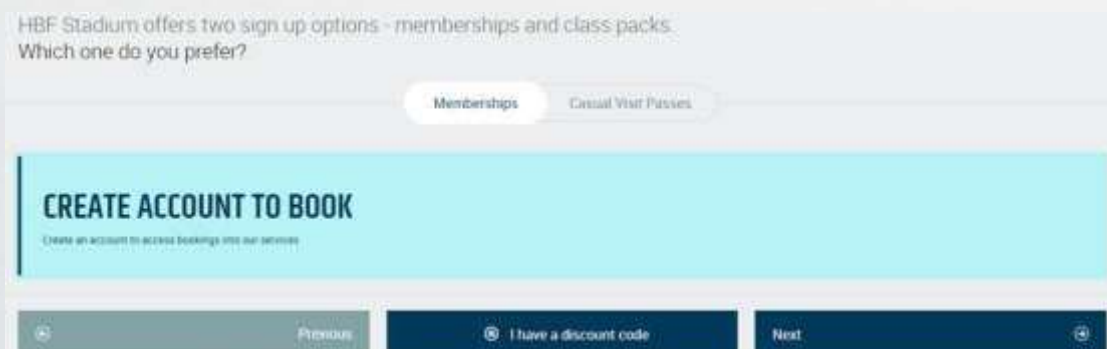 HBF Stadium offers two sign up options - memberships and class packs.
Which one do you prefer?
Memberships
Casual Visit Passes
CREATE ACCOUNT TO BOOK
Create an account to access bookings into our services
Previous
I have a discount code
Next